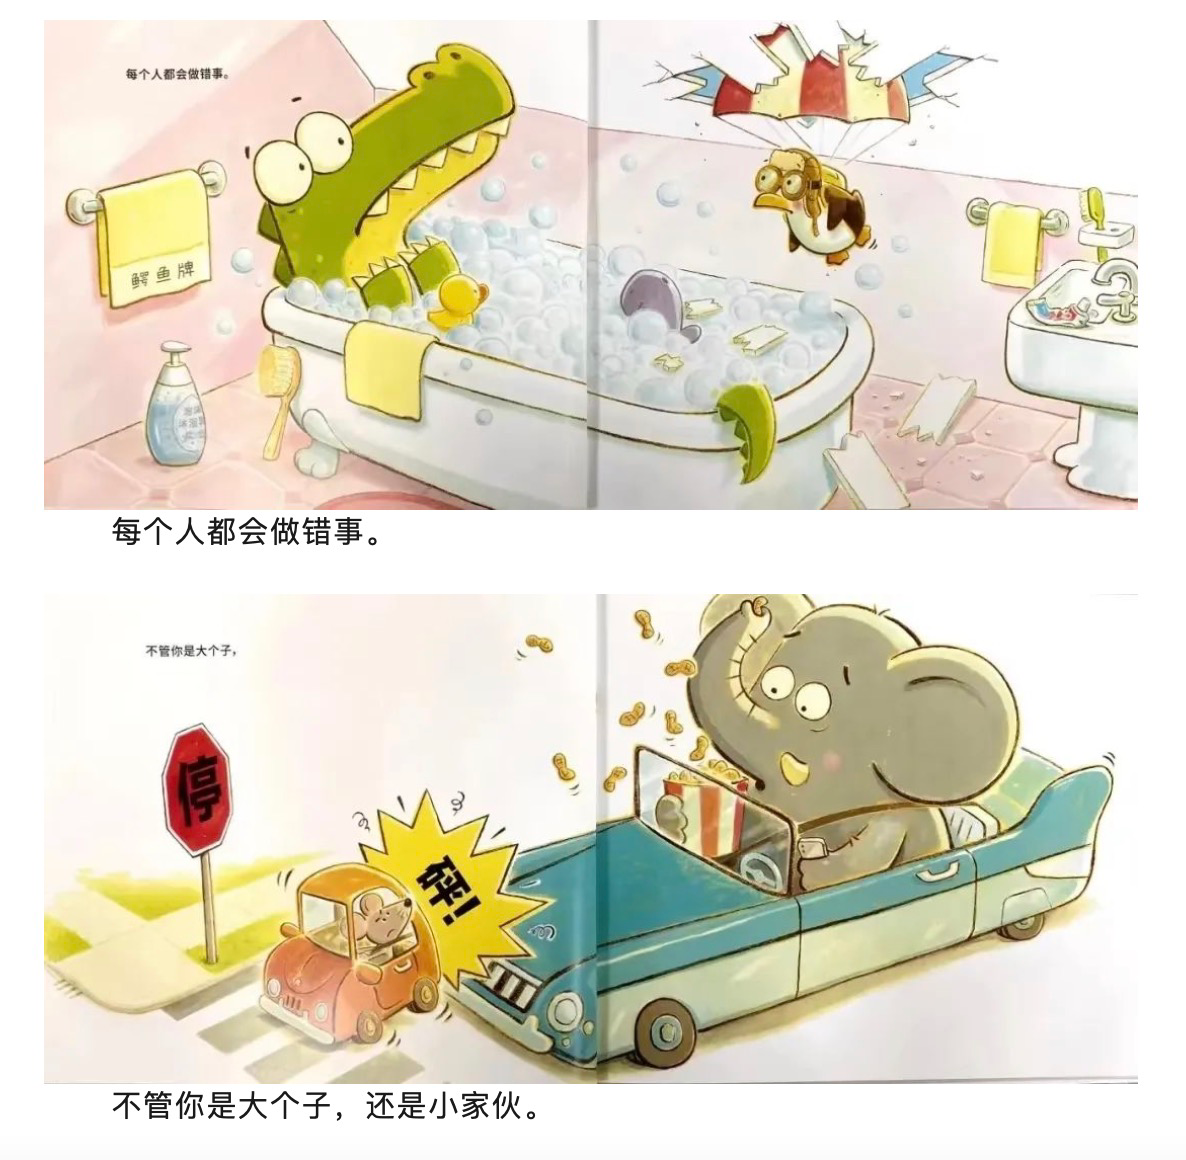 每个人都会做错事。
鳄鱼牌
每个人都会做错事。
不管你是大个子，
停
砰！
不管你是大个子，还是小家伙。